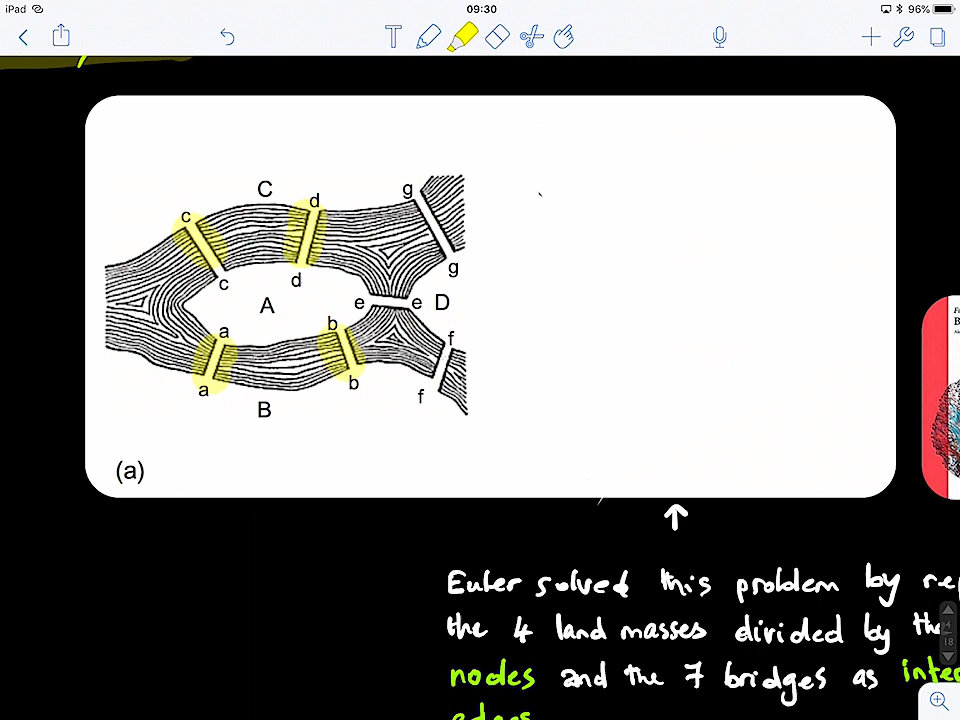 iPad
09:30
96%
T
C
c
d
g
c
d
g
A
e
e
D
a
b
f
a
b
f
B
(a)
Euler solved this problem by
the 4 land masses divided by
nodes and the 7 bridges as
edges